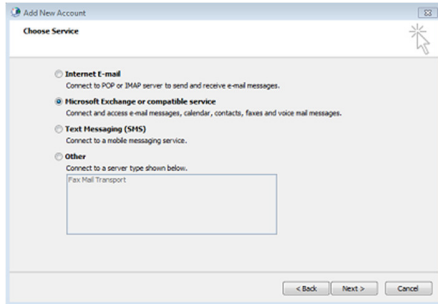 Add New Account
Choose Service
Internet E-mail
Connect to POP or IMAP server to send and receive e-mail messages.
Microsoft Exchange or compatible service
Connect and access e-mail messages, calendar, contacts, faxes and voice mail messages.
Text Messaging (SMS)
Connect to a mobile messaging service.
Other
Connect to a server type shown below.
Fax Mail Transport
< Back
Next >
Cancel